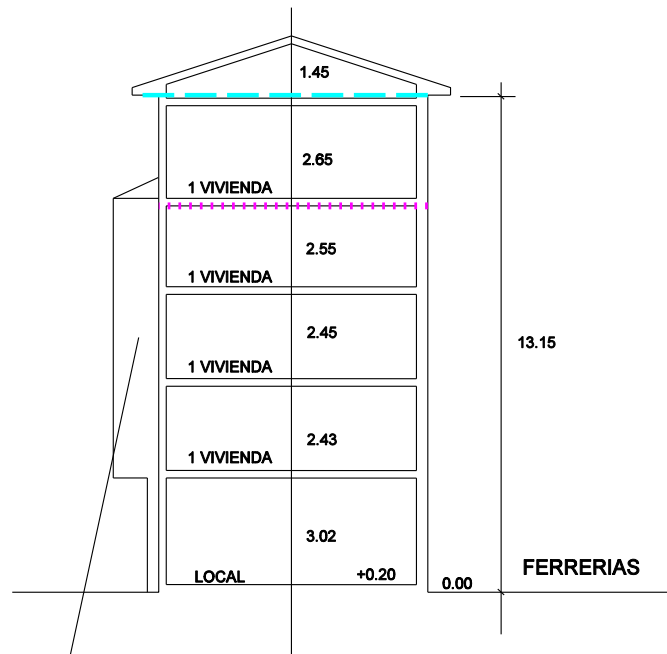 1.45
2.65
1 VIVIENDA
2.55
1 VIVIENDA
2.45
13.15
1 VIVIENDA
2.43
1 VIVIENDA
3.02
FERRERIAS
LOCAL +0.20
0.00